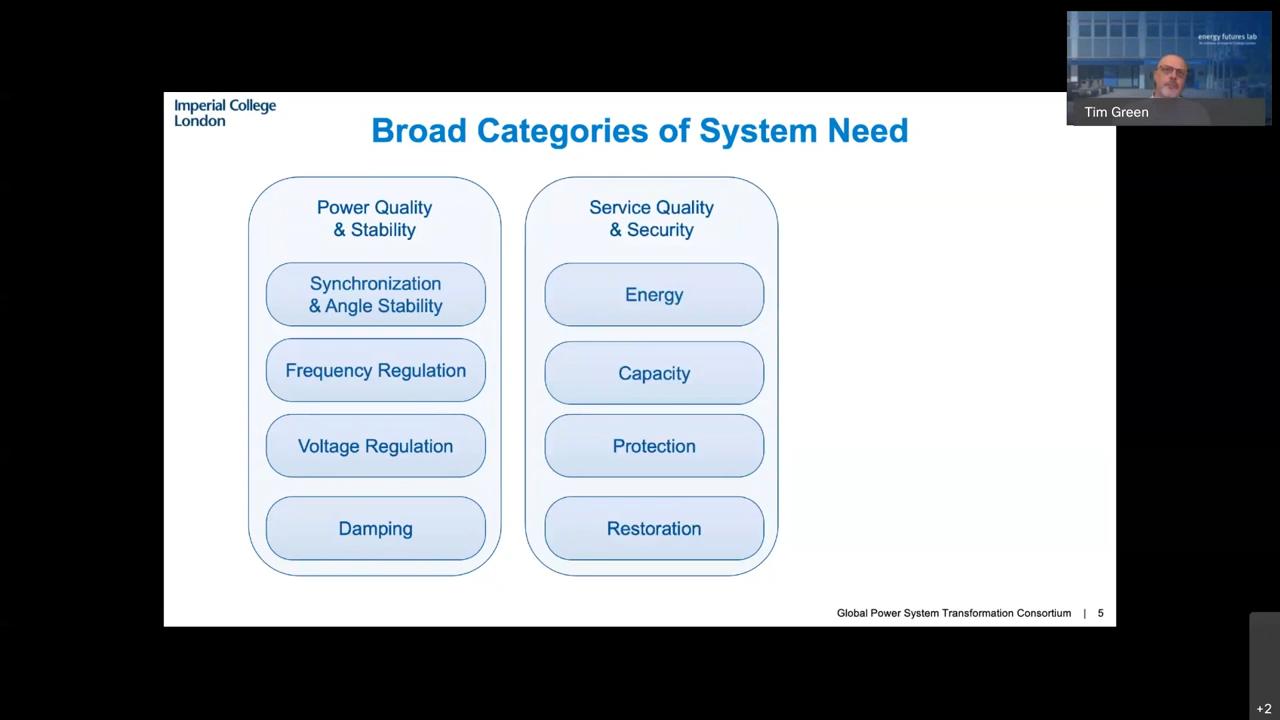 Imperial College
London
Broad Categories of System Need
Power Quality
& Stability
Synchronization
& Angle Stability
Frequency Regulation
Voltage Regulation
Damping
Service Quality
& Security
Energy
Capacity
Protection
Restoration
Global Power System Transformation Consortium | 5
energy futures lab
Tim Green
+2